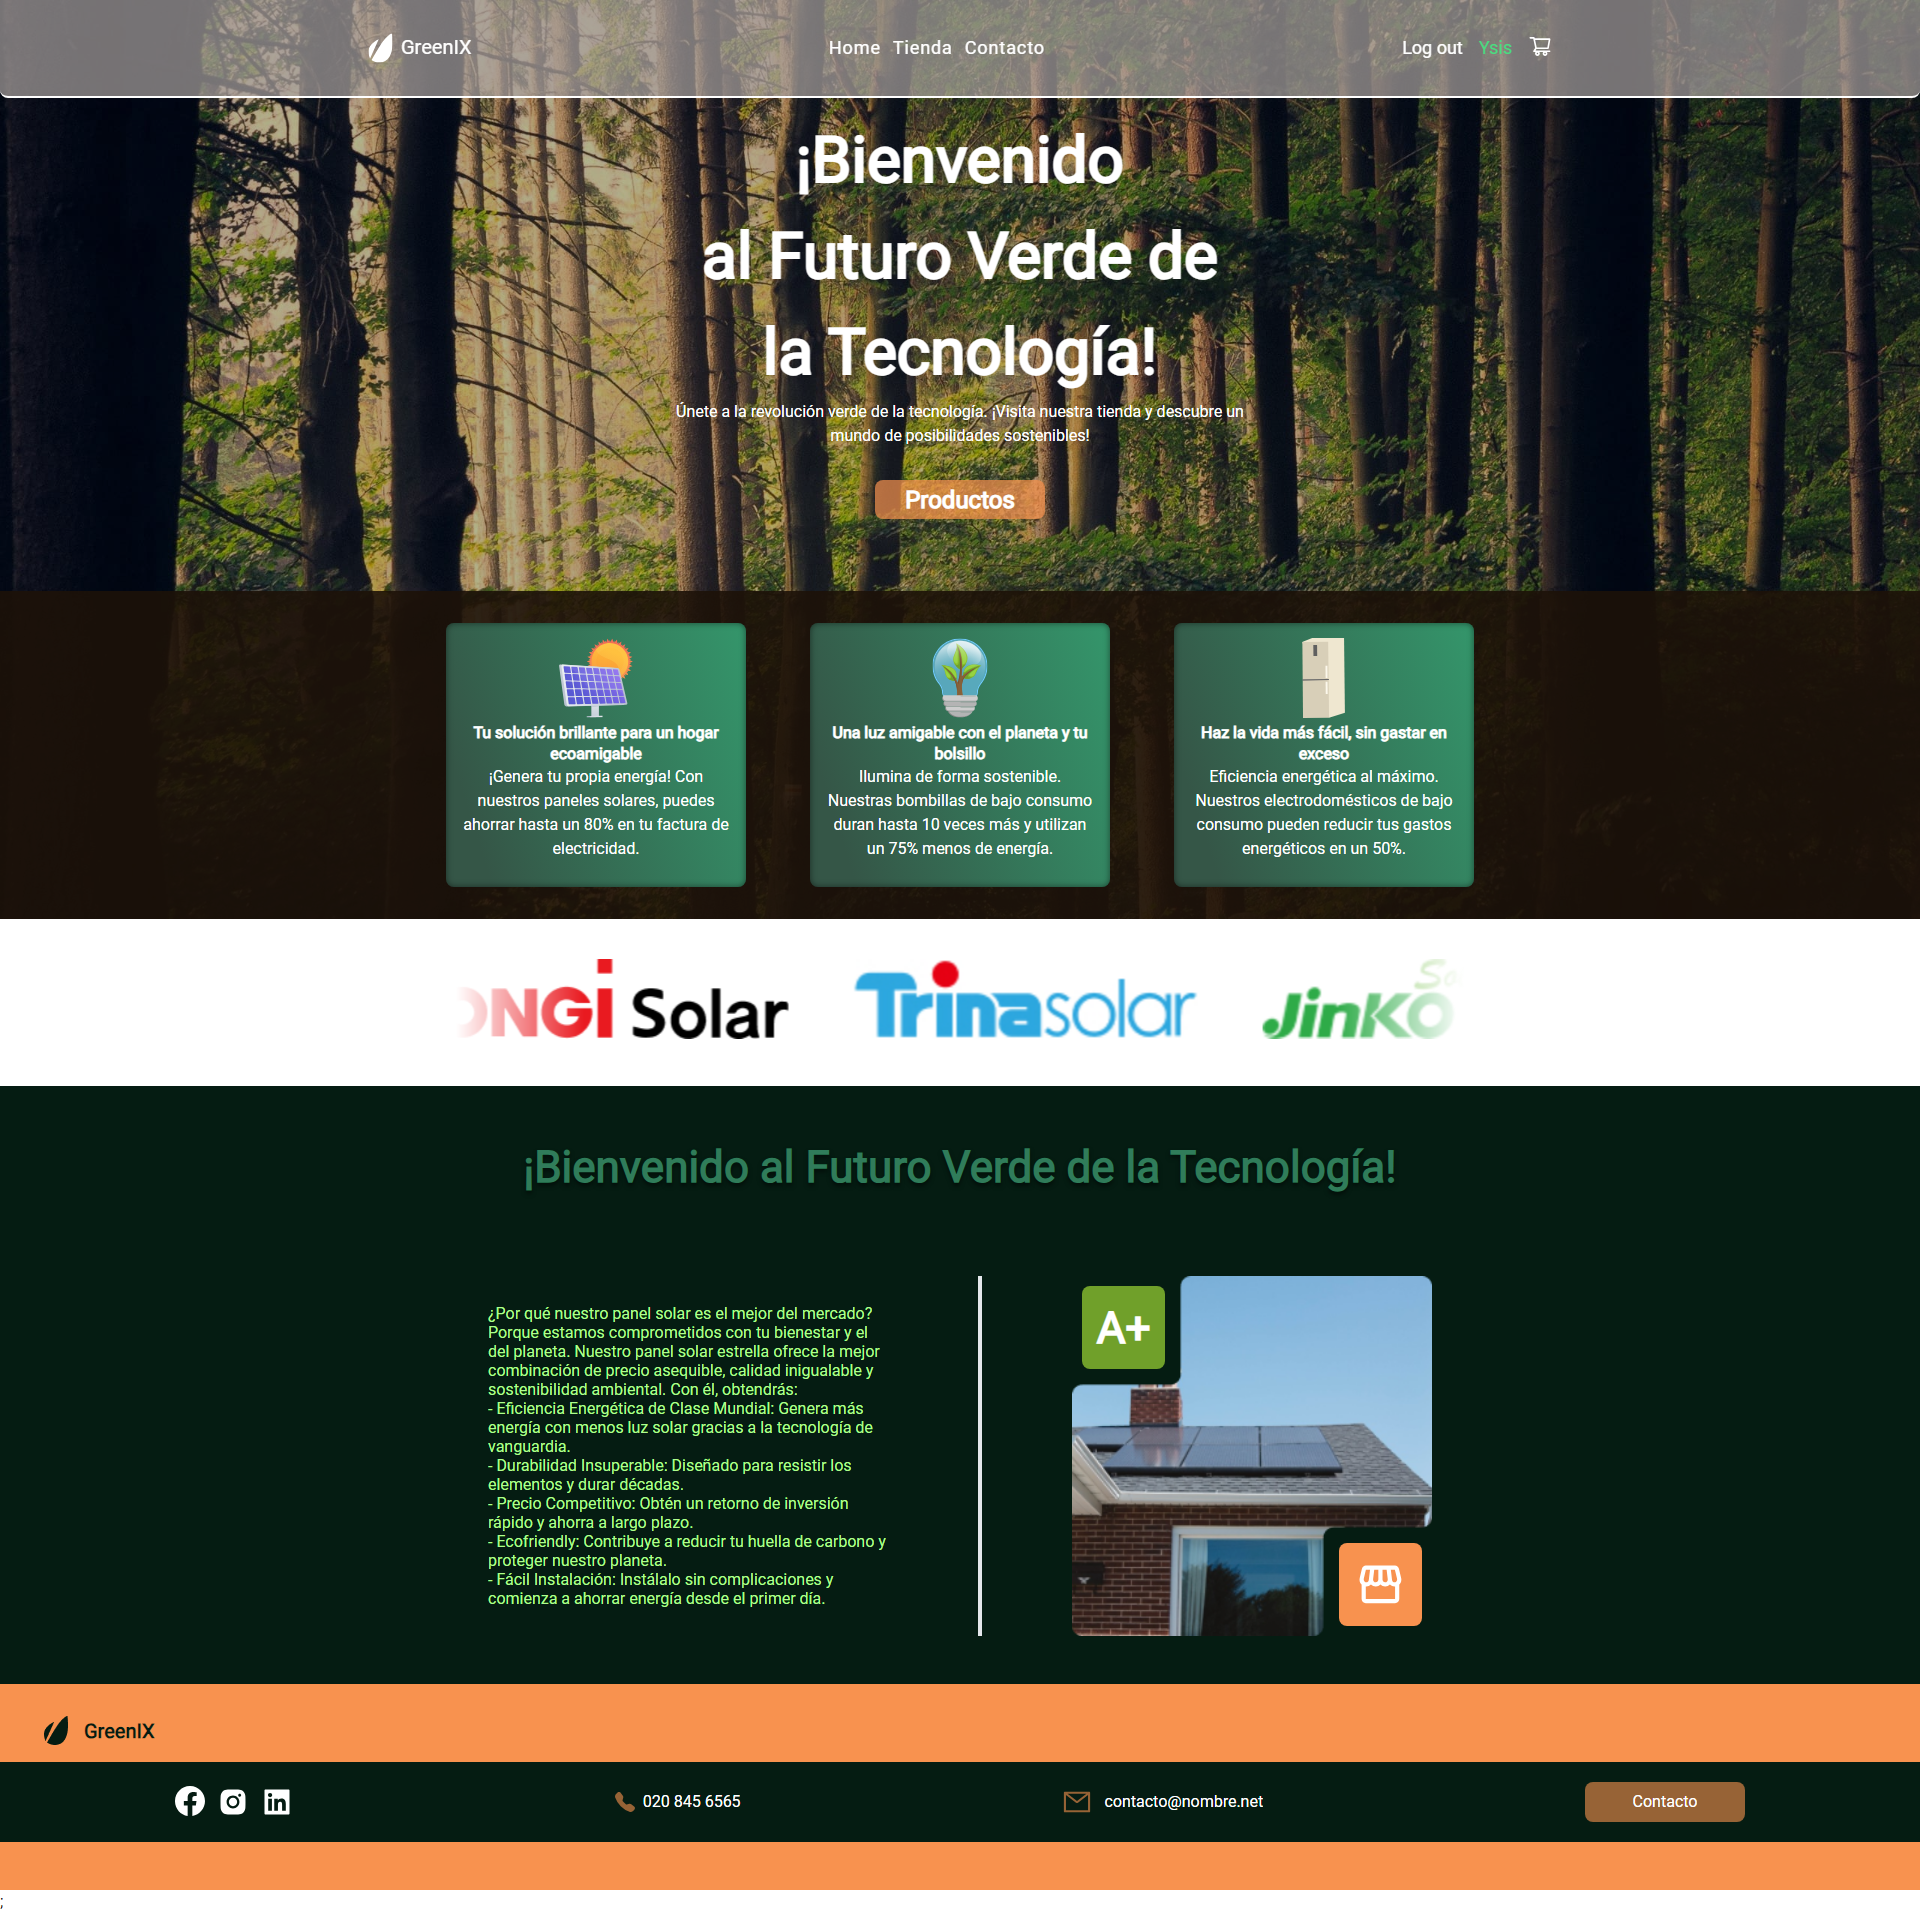 GreenIX
Home Tienda Contacto
Log out Ysis
¡Bienvenido
al Futuro Verde de
la Tecnología!
Únete a la revolución verde de la tecnología. ¡Visita nuestra tienda y descubre un
mundo de posibilidades sostenibles!
Productos
Tu solución brillante para un hogar
ecoamigable
¡Genera tu propia energía! Con
nuestros paneles solares, puedes
ahorrar hasta un 80% en tu factura de
electricidad.
Una luz amigable con el planeta y tu
bolsillo
Ilumina de forma sostenible.
Nuestras bombillas de bajo consumo
duran hasta 10 veces más y utilizan
un 75% menos de energía.
Haz la vida más fácil, sin gastar en
exceso
Eficiencia energética al máximo.
Nuestros electrodomésticos de bajo
consumo pueden reducir tus gastos
energéticos en un 50%.
ONGi Solar
Trinasolar
JinKO
¡Bienvenido al Futuro Verde de la Tecnología!
¿Por qué nuestro panel solar es el mejor del mercado?
Porque estamos comprometidos con tu bienestar y el
del planeta. Nuestro panel solar estrella ofrece la mejor
combinación de precio asequible, calidad inigualable y
sostenibilidad ambiental. Con él, obtendrás:
- Eficiencia Energética de Clase Mundial: Genera más
energía con menos luz solar gracias a la tecnología de
vanguardia.
- Durabilidad Insuperable: Diseñado para resistir los
elementos y durar décadas.
- Precio Competitivo: Obtén un retorno de inversión
rápido y ahorra a largo plazo.
- Ecofriendly: Contribuye a reducir tu huella de carbono y
proteger nuestro planeta.
- Fácil Instalación: Instálalo sin complicaciones y
comienza a ahorrar energía desde el primer día.
A+
GreenIX
020 845 6565
contacto@nombre.net
Contacto
;